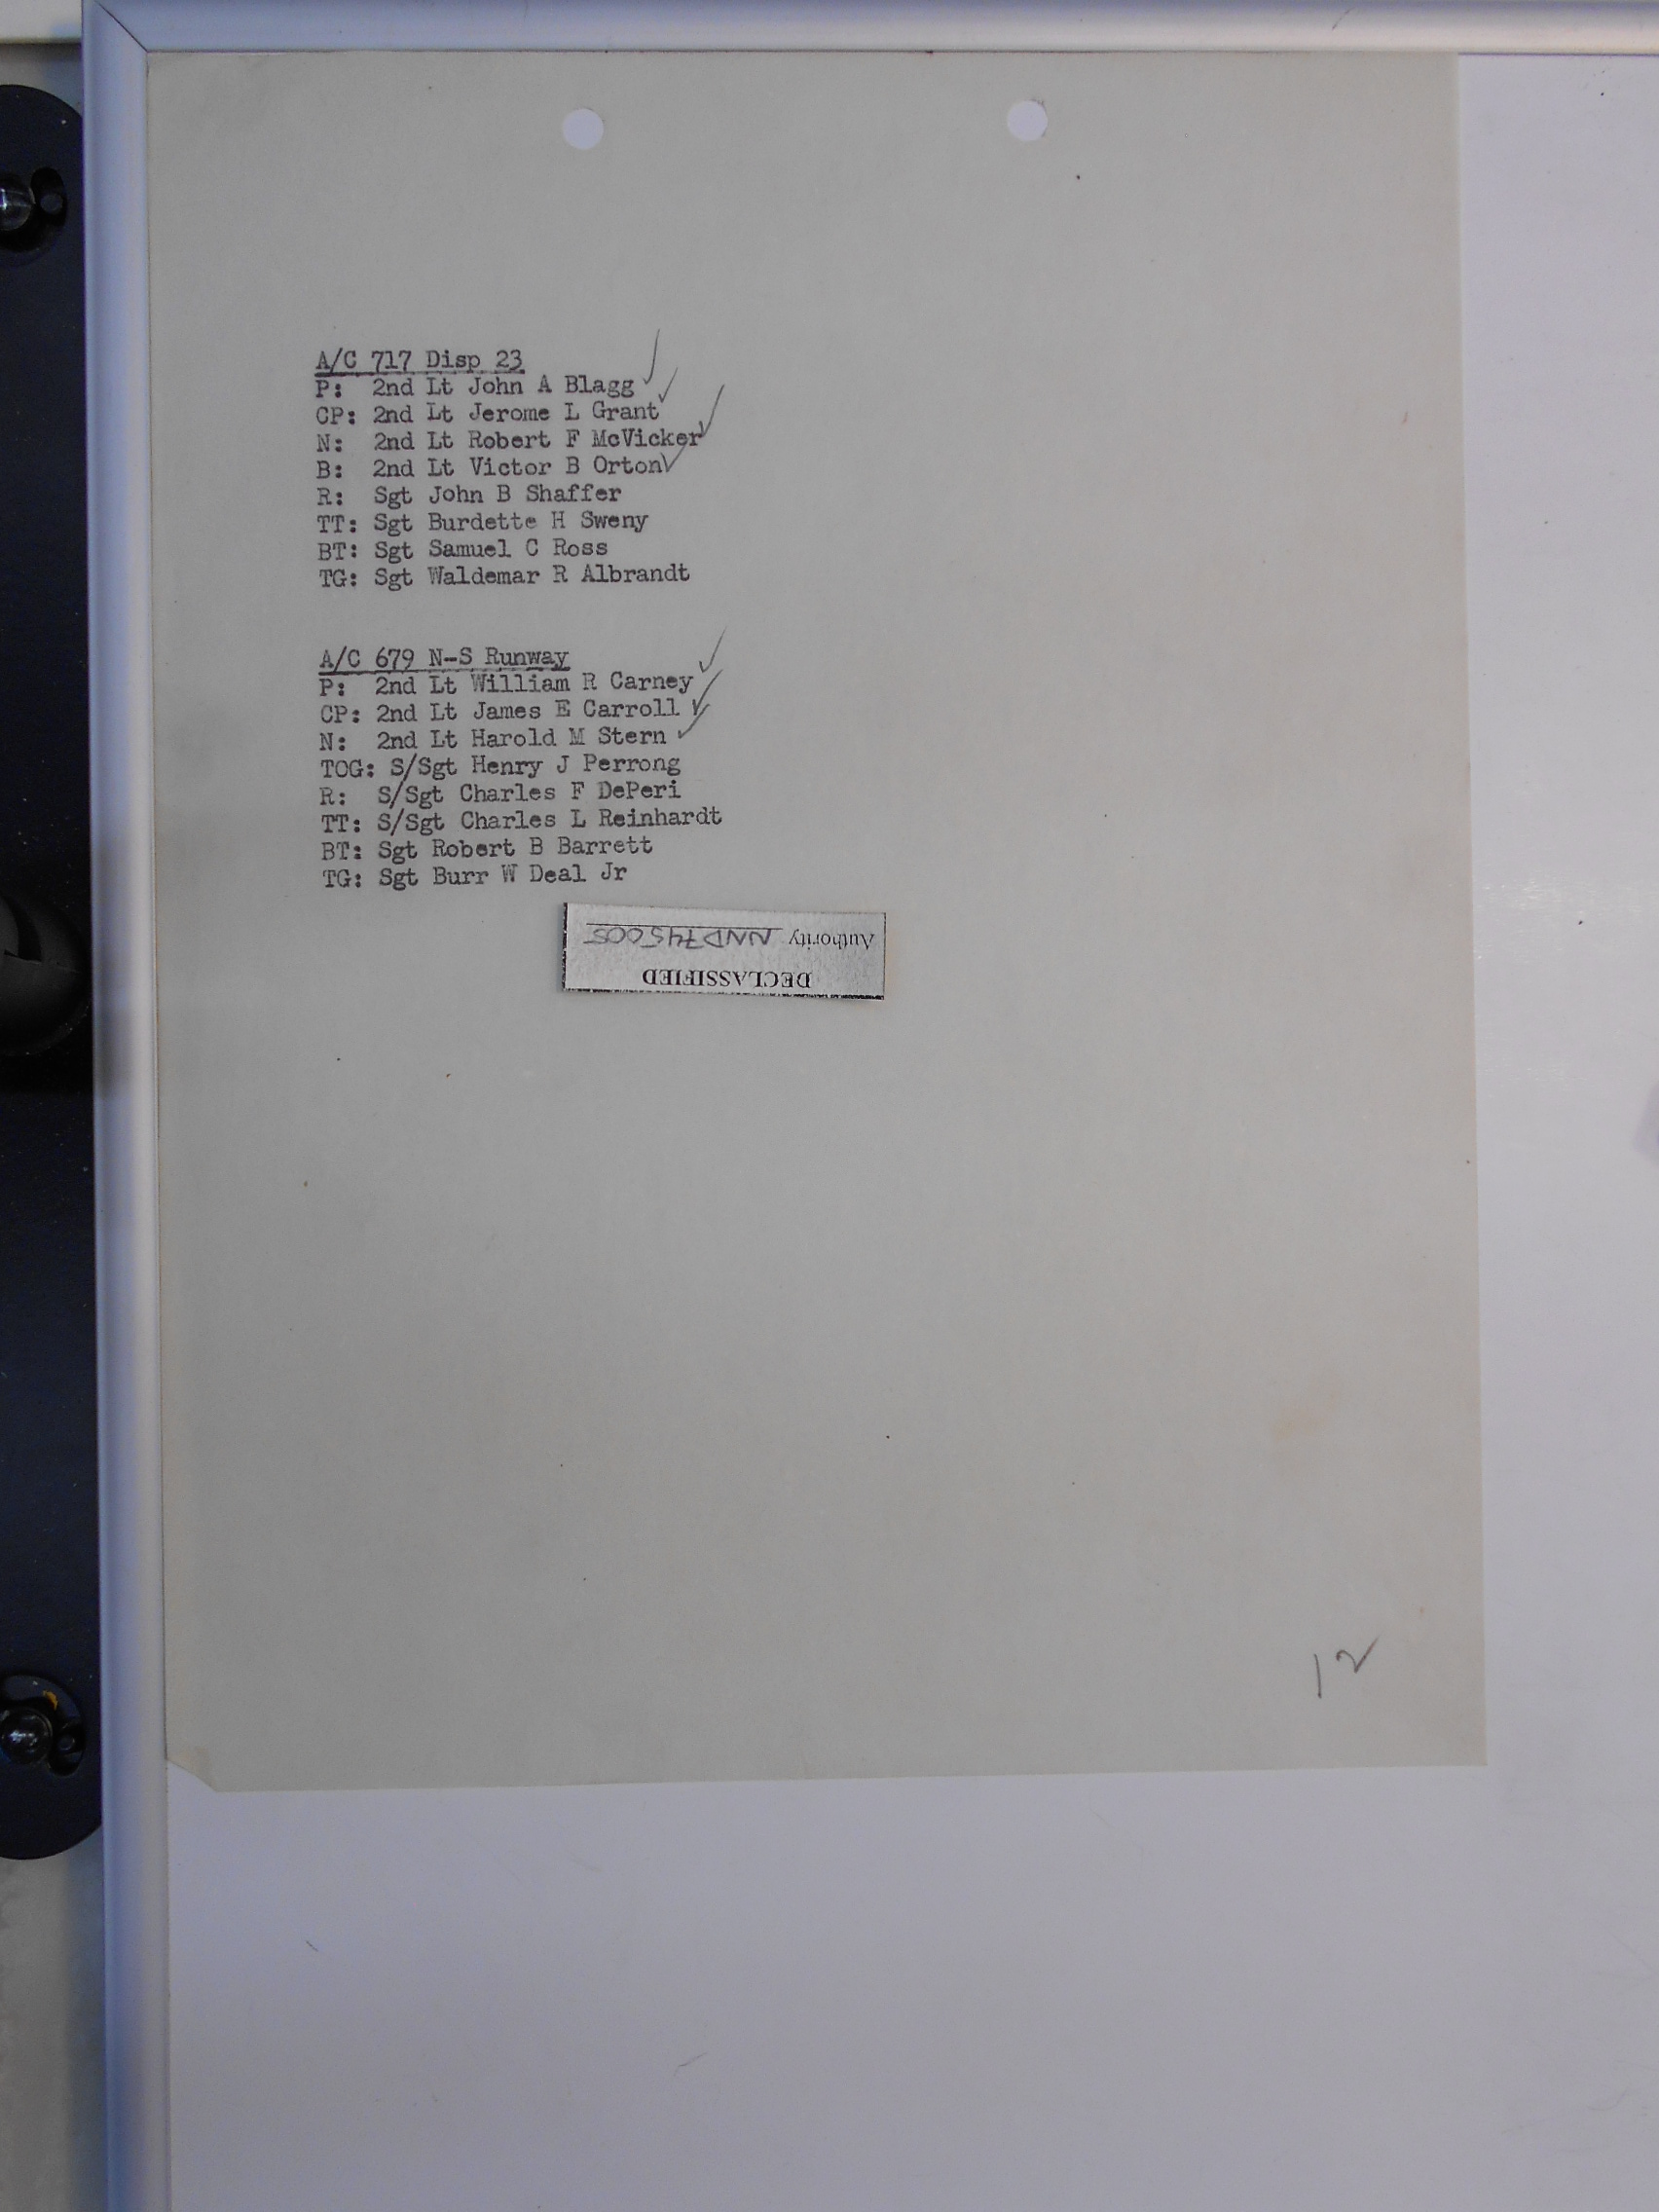 A/C 717 Disp 23
P: 2nd Lt John A Blagg
CP: 2nd Lt Jerome L Grant
N: 2nd Lt Robert F McVicker
B: 2nd Lt Victor B Orton
R: Sgt John B Shaffer
TT: Sgt Burdette H Sweny
BT: Sgt Samuel C Ross
TG: Sgt Waldemar R Albrandt
A/C 679 N-S Runway
P: 2nd Lt William R Carney
CP: 2nd Lt James E Carroll
N: 2nd Lt Harold M Stern
TOG: S/Sgt Henry J Perrong
R: S/Sgt Charles F DePeri
TT: S/Sgt Charles L Reinhardt
BT: Sgt Robert B Barrett
TG: Sgt Burr W Deal Jr
DECLASSIFIED
Authority NND745005
12